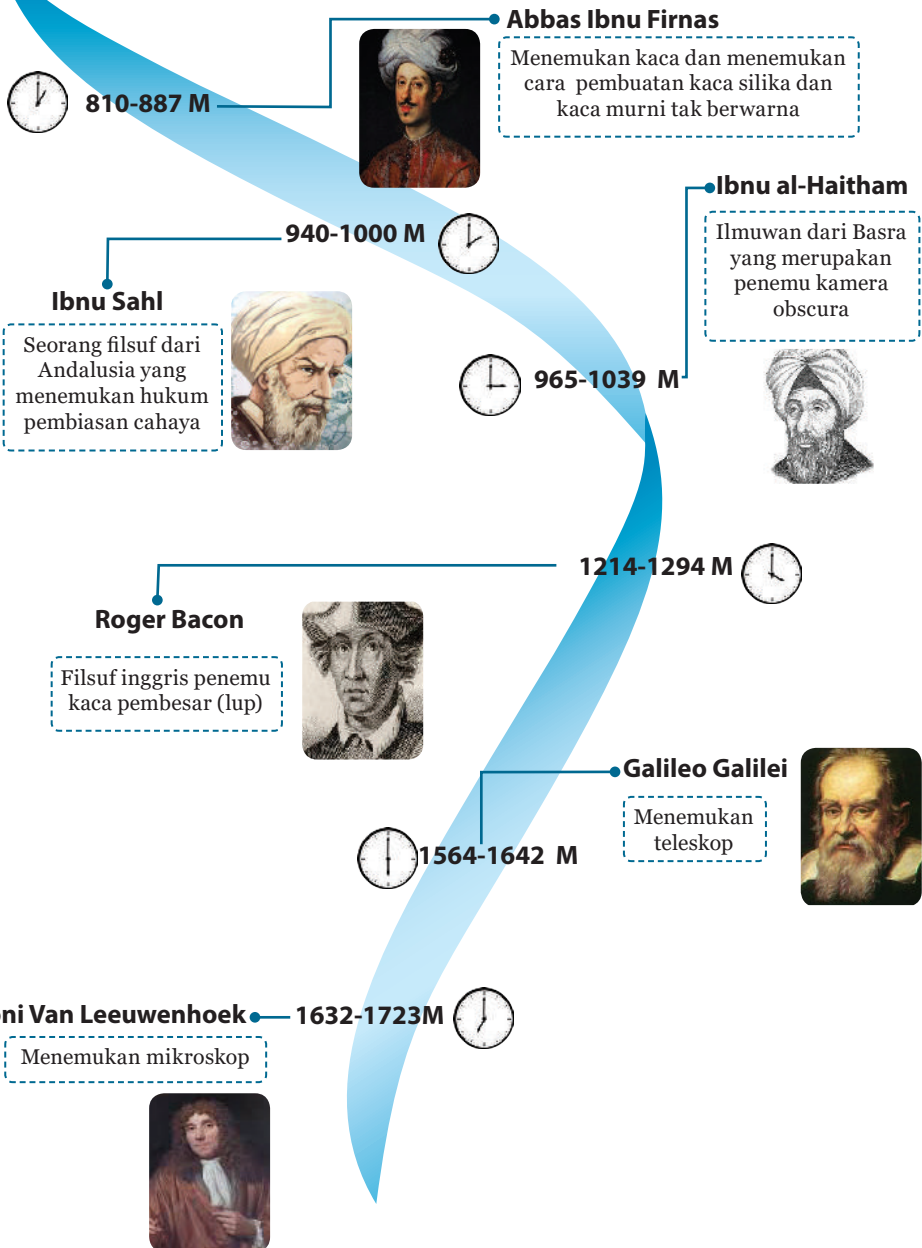 Abbas Ibnu Firnas
Menemukan kaca dan menemukan
cara pembuatan kaca silika dan
kaca murni tak berwarna
810-887 M
Ibnu al-Haitham
Ilmuwan dari Basra
yang merupakan
penemu kamera
obscura
940-1000 M
Ibnu Sahl
Seorang filsuf dari
Andalusia yang
menemukan hukum
pembiasan cahaya
965-1039 M
1214-1294 M
Roger Bacon
Filsuf inggris penemu
kaca pembesar (lup)
Galileo Galilei
Menemukan
teleskop
1564-1642 M
ni Van Leeuwenhoek
1632-1723M
Menemukan mikroskop